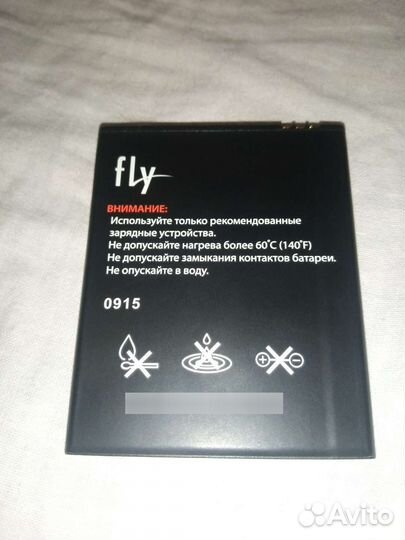 fly
ВНИМАНИЕ:
Используйте только рекомендованные
зарядные устройства.
Не допускайте нагрева более 60°C (140°F)
Не допускайте замыкания контактов батареи.
Не опускайте в воду.
0915
Avito